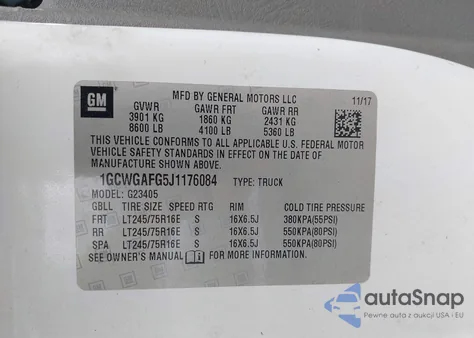 GM
MFD BY GENERAL MOTORS LLC
11/17
GVWR GAWR FRT GAWR RR
3901 KG 1860 KG 2431 KG
8600 LB 4100 LB 5360 LB
THIS VEHICLE CONFORMS TO ALL APPLICABLE U.S. FEDERAL MOTOR
VEHICLE SAFETY STANDARDS IN EFFECT ON THE DATE OF
MANUFACTURE SHOWN ABOVE.
1GCWGAFG5J1176084 TYPE: TRUCK
MODEL: G23405
GBLL TIRE SIZE SPEED RTG RIM COLD TIRE PRESSURE
FRT LT245/75R16E S 16X6.5J 380KPA(55PSI)
RR LT245/75R16E S 16X6.5J 550KPA(80PSI)
SPA LT245/75R16E S 16X6.5J 550KPA(80PSI)
SEE OWNER'S MANUAL FOR MORE INFORMATION.
autoSnap
Pewne auta z aukcji USA i EU